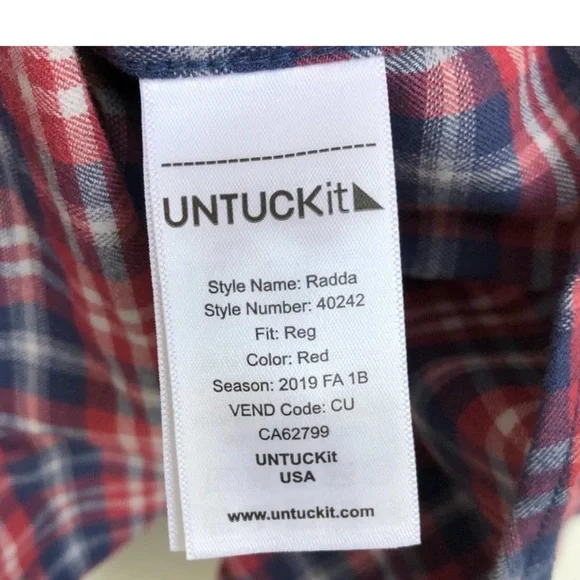 UNTUCKit
Style Name: Radda
Style Number: 40242
Fit: Reg
Color: Red
Season: 2019 FA 1B
VEND Code: CU
CA62799
UNTUCKit
USA
www.untuckit.com